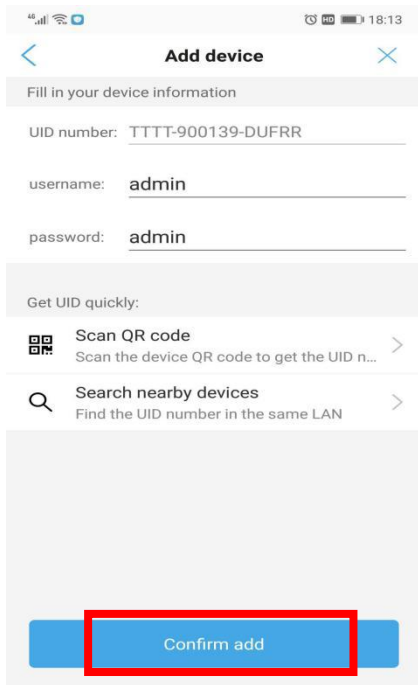 46 HD 18:13
Add device
Fill in your device information
UID number: TTTT-900139-DUFRR
username: admin
password: admin
Get UID quickly:
Scan QR code
Scan the device QR code to get the UID n...
Search nearby devices
Find the UID number in the same LAN
Confirm add